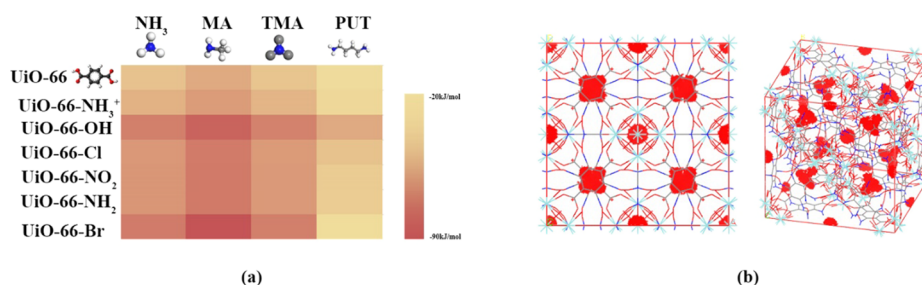 NH₃ MA TMA PUT
UiO-66
UiO-66-NH₃⁺
UiO-66-OH
UiO-66-Cl
UiO-66-NO₂
UiO-66-NH₂
UiO-66-Br
-20kJ/mol
-90kJ/mol
(a)
(b)